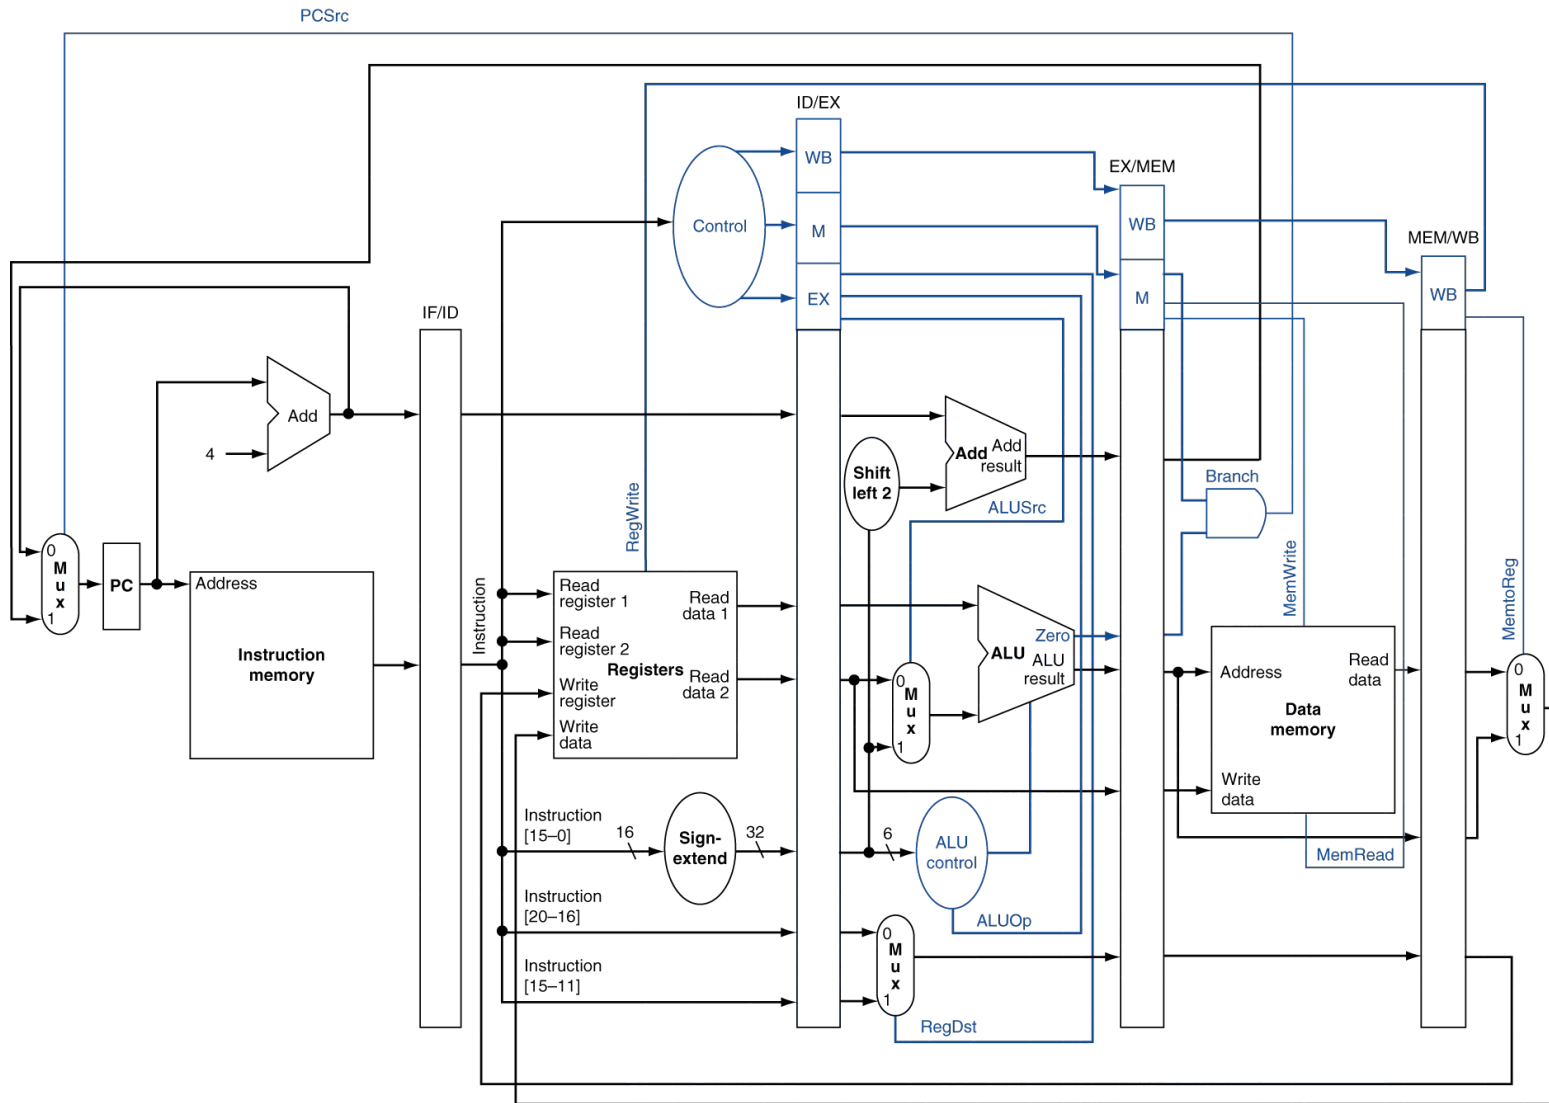 PCSrc
ID/EX
WB
EX/MEM
Control
M
WB
MEM/WB
EX
M
WB
IF/ID
Add
4
Shift
left 2
Add
Add
result
Branch
ALUSrc
RegWrite
MemWrite
MemtoReg
0
M
u
x
1
PC
Address
Instruction
memory
Instruction
Read
register 1
Read
register 2
Write
register
Write
data
Registers
Read
data 1
Read
data 2
0
M
u
x
1
Zero
ALU
ALU
result
Address
Read
data
Data
memory
Write
data
0
M
u
x
1
MemRead
Instruction
[15–0]
16
Sign-
extend
32
6
ALU
control
ALUOp
Instruction
[20–16]
Instruction
[15–11]
0
M
u
x
1
RegDst